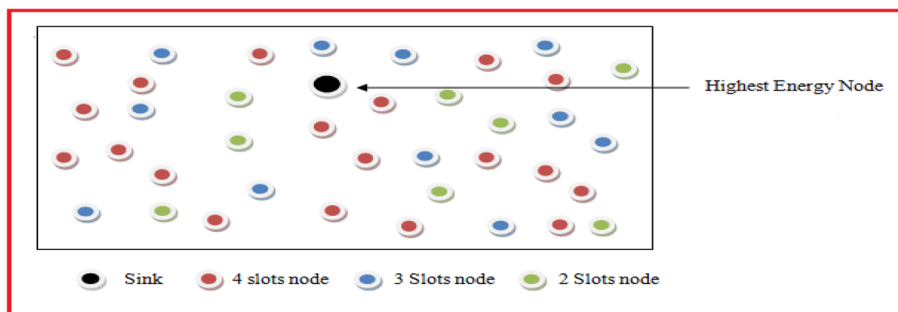 Highest Energy Node
Sink 4 slots node 3 Slots node 2 Slots node